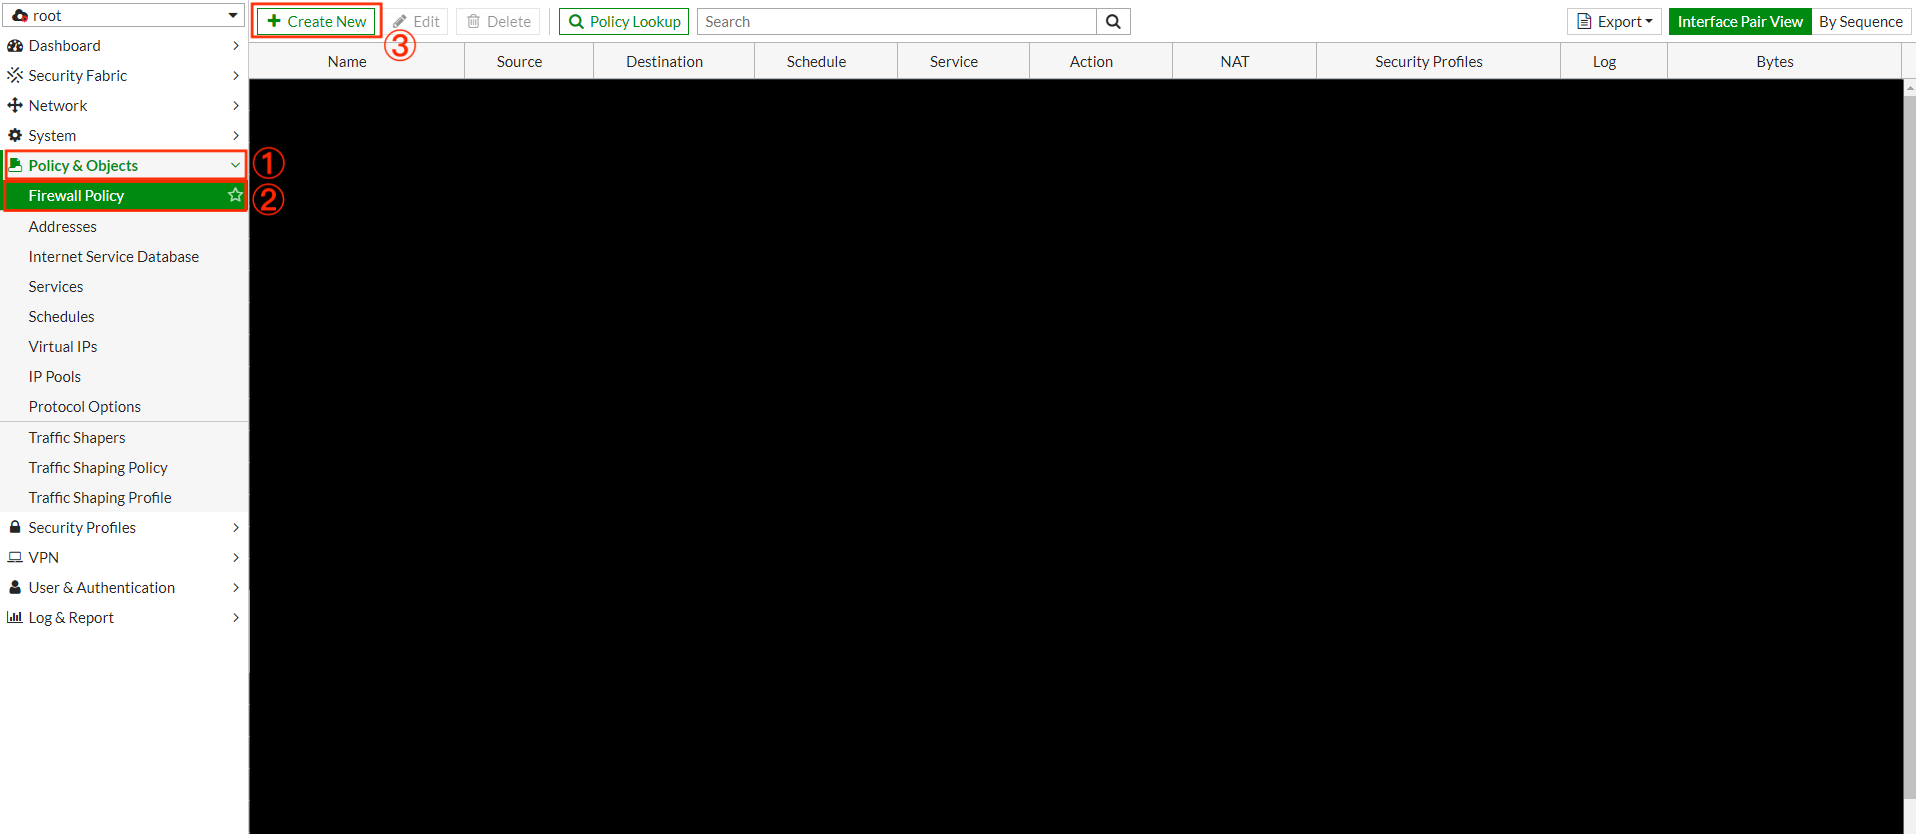 root
Create New
Edit
Delete
Policy Lookup
Search
Export
Interface Pair View
By Sequence
③
Name
Source
Destination
Schedule
Service
Action
NAT
Security Profiles
Log
Bytes
Dashboard
Security Fabric
Network
System
Policy & Objects
①
Firewall Policy
②
Addresses
Internet Service Database
Services
Schedules
Virtual IPs
IP Pools
Protocol Options
Traffic Shapers
Traffic Shaping Policy
Traffic Shaping Profile
Security Profiles
VPN
User & Authentication
Log & Report